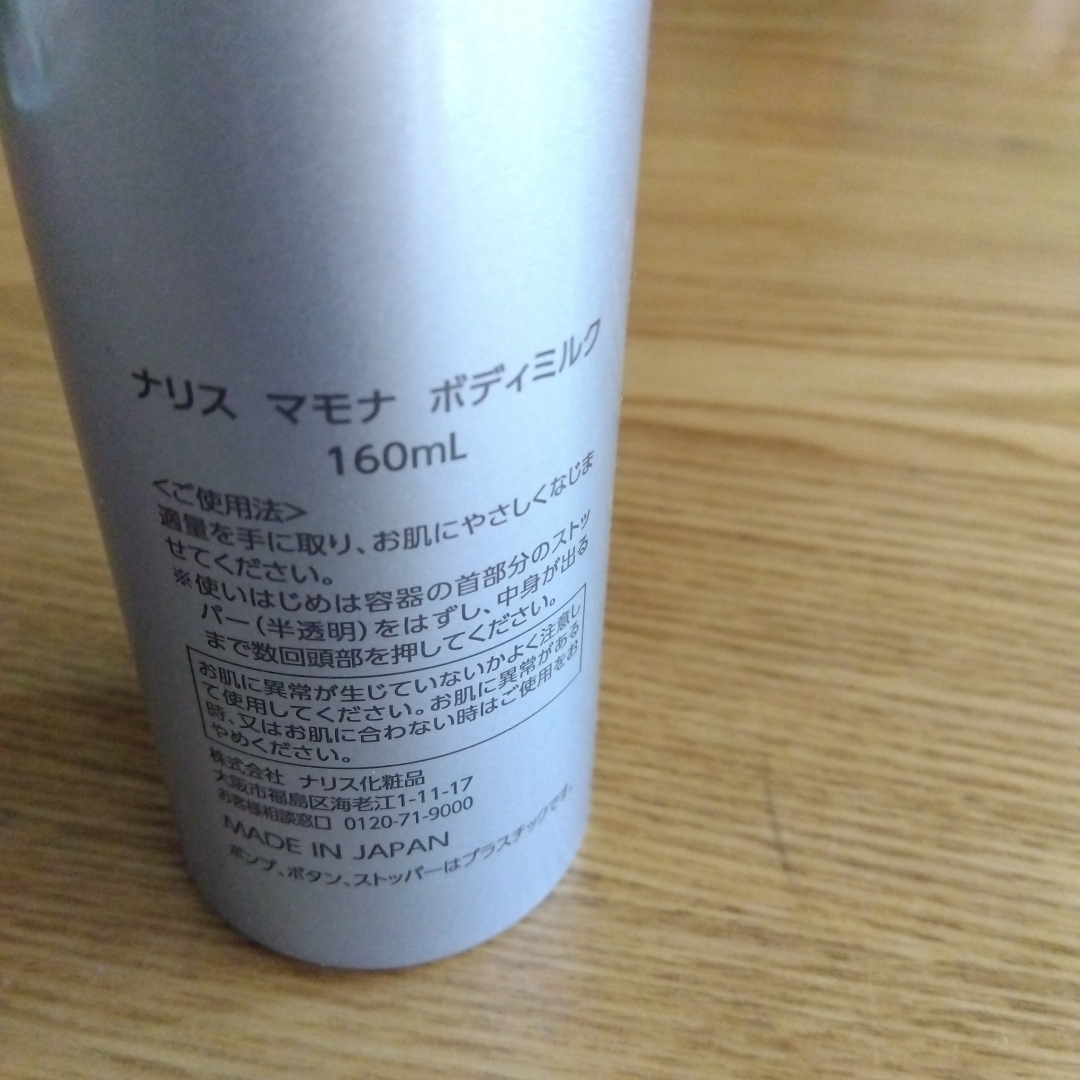 ナリス マモナ ボディミルク
160mL
<ご使用法>
適量を手に取り、お肌にやさしくなじま
せてください。
※使いはじめは容器の首部分のストッ
パー(半透明)をはずし、中身が出る
まで数回頭部を押してください。
お肌に異常が生じていないかよく注意し
て使用してください。お肌に異常がある
時、又はお肌に合わない時はご使用をお
やめください。
株式会社 ナリス化粧品
大阪市福島区海老江1-11-17
お客様相談窓口 0120-71-9000
MADE IN JAPAN
ポンプ、ボタン、ストッパーはプラスチックです。